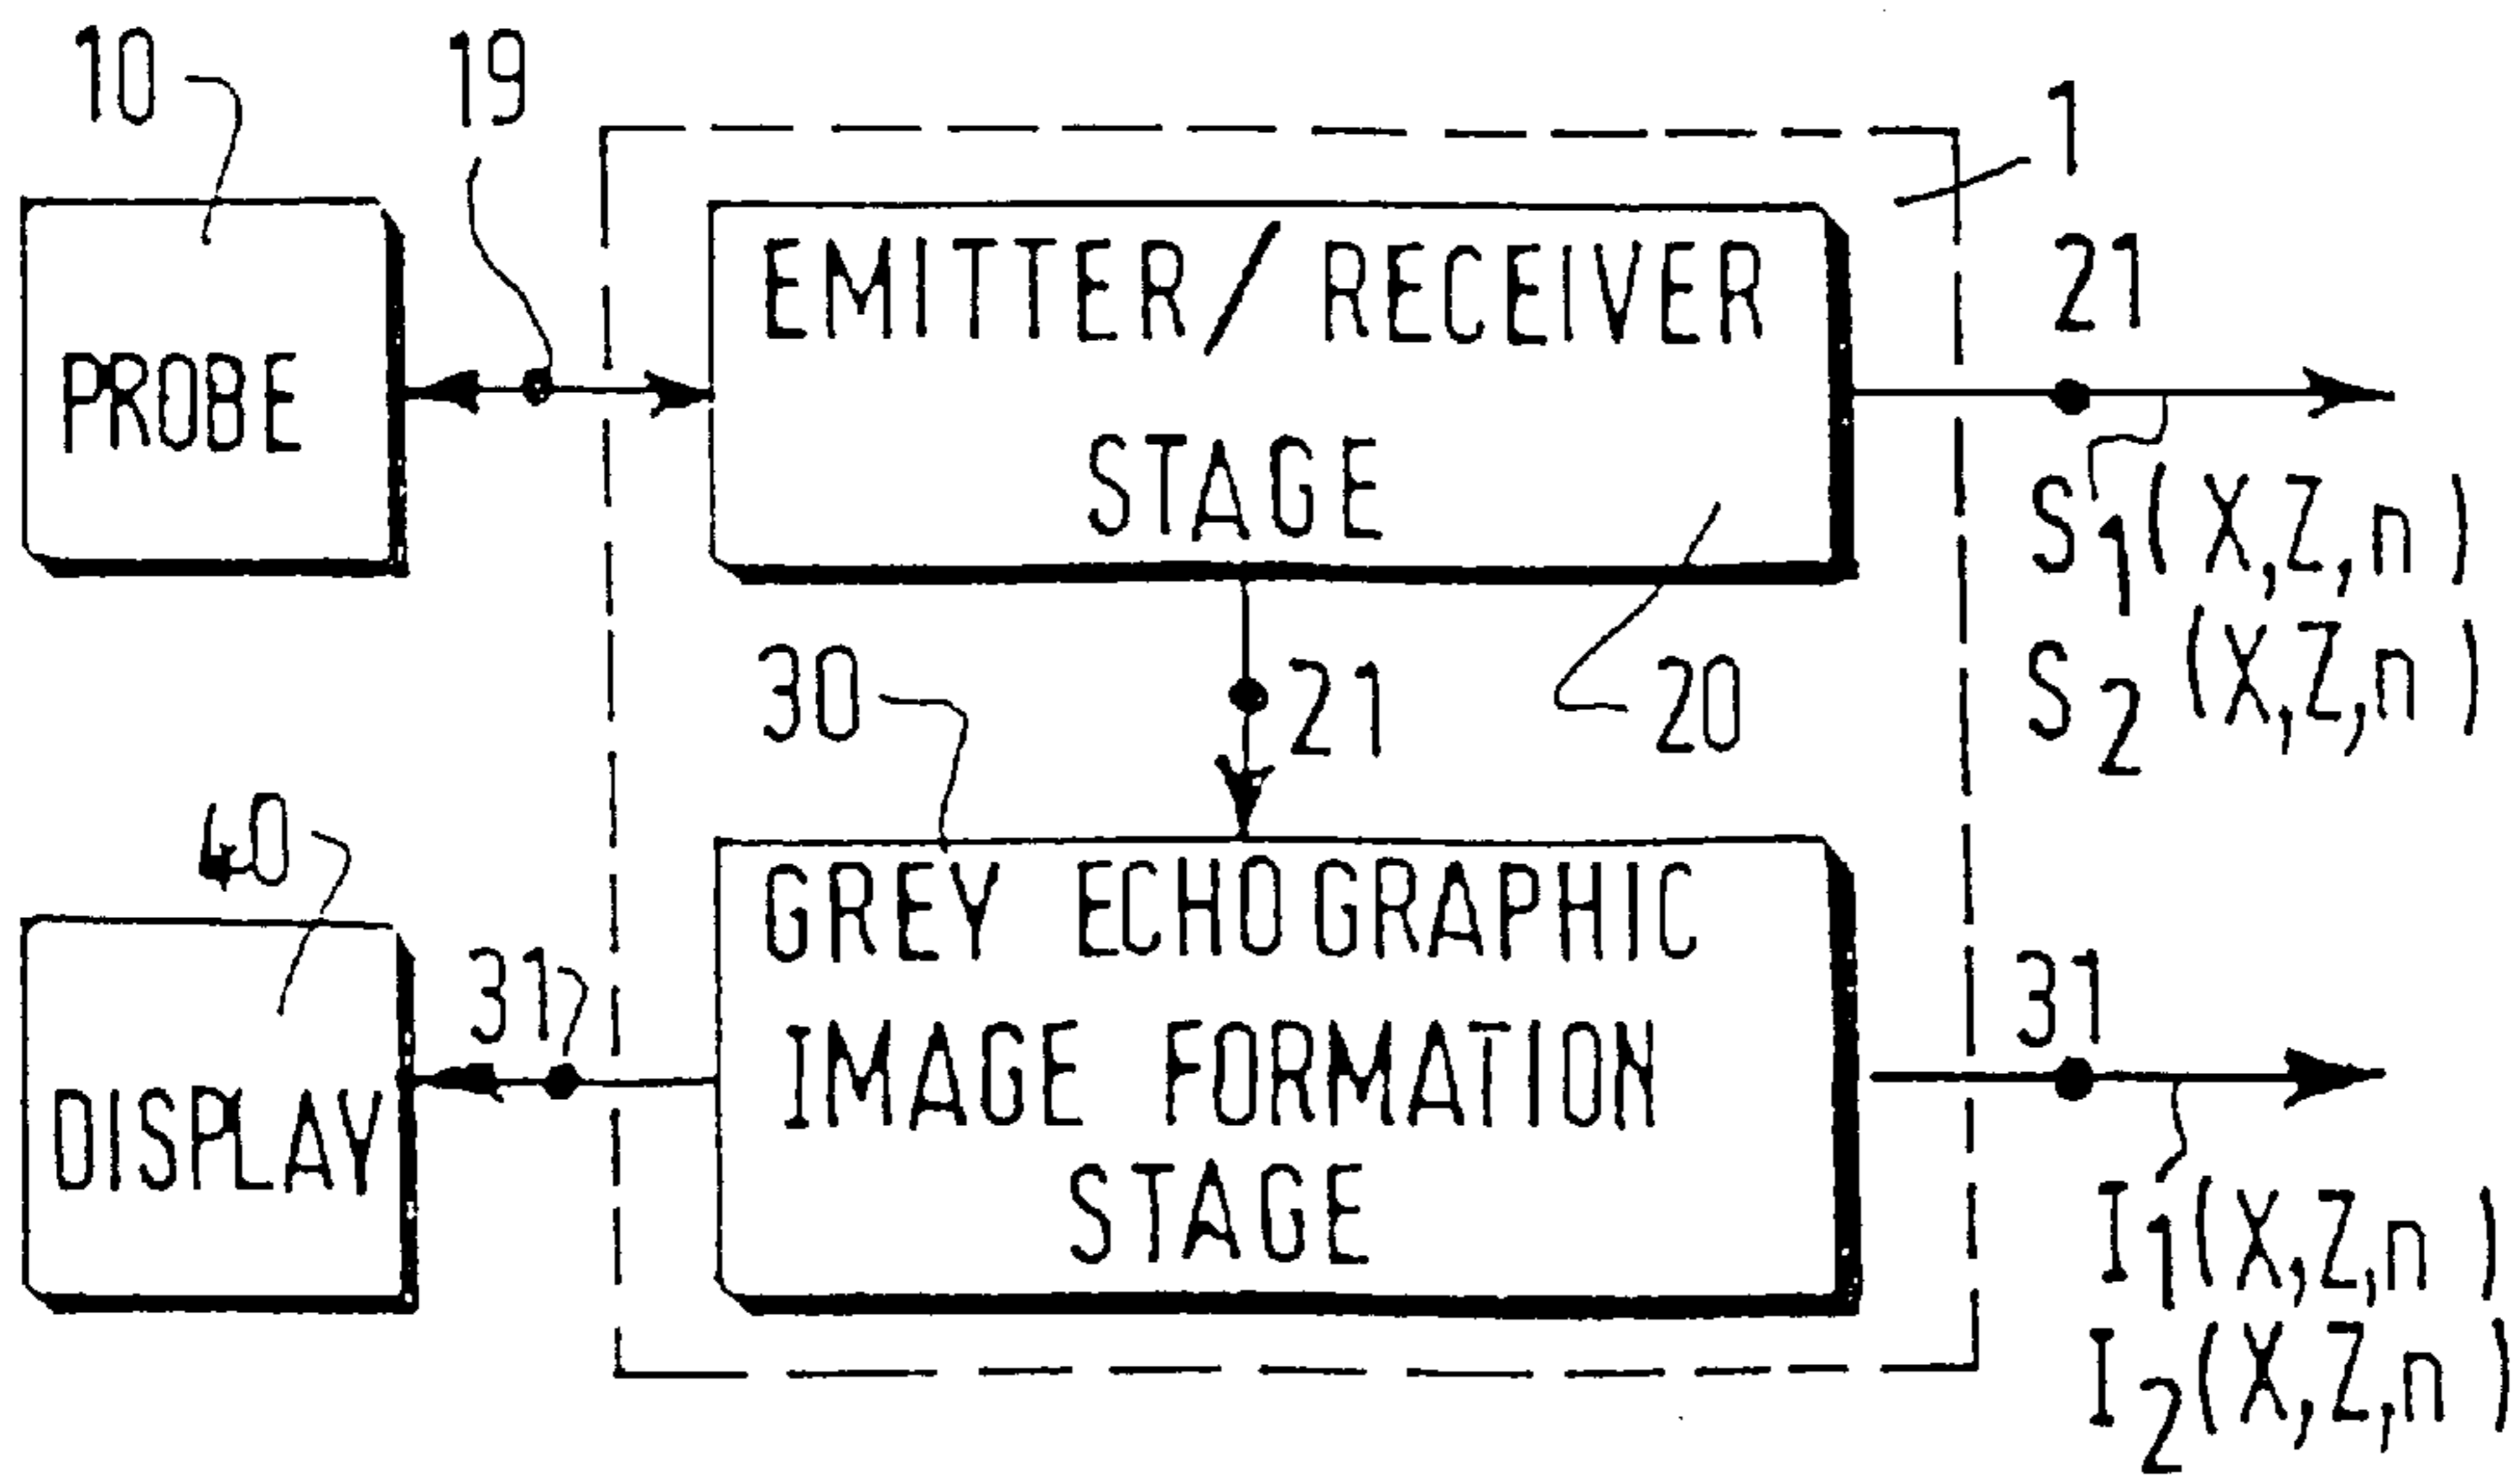 10
19
1
PROBE
EMITTER/RECEIVER
STAGE
21
S1(X,Z,n)
S2(X,Z,n)
30
21
20
40
DISPLAY
31
GREY ECHOGRAPHIC
IMAGE FORMATION
STAGE
31
I1(X,Z,n)
I2(X,Z,n)